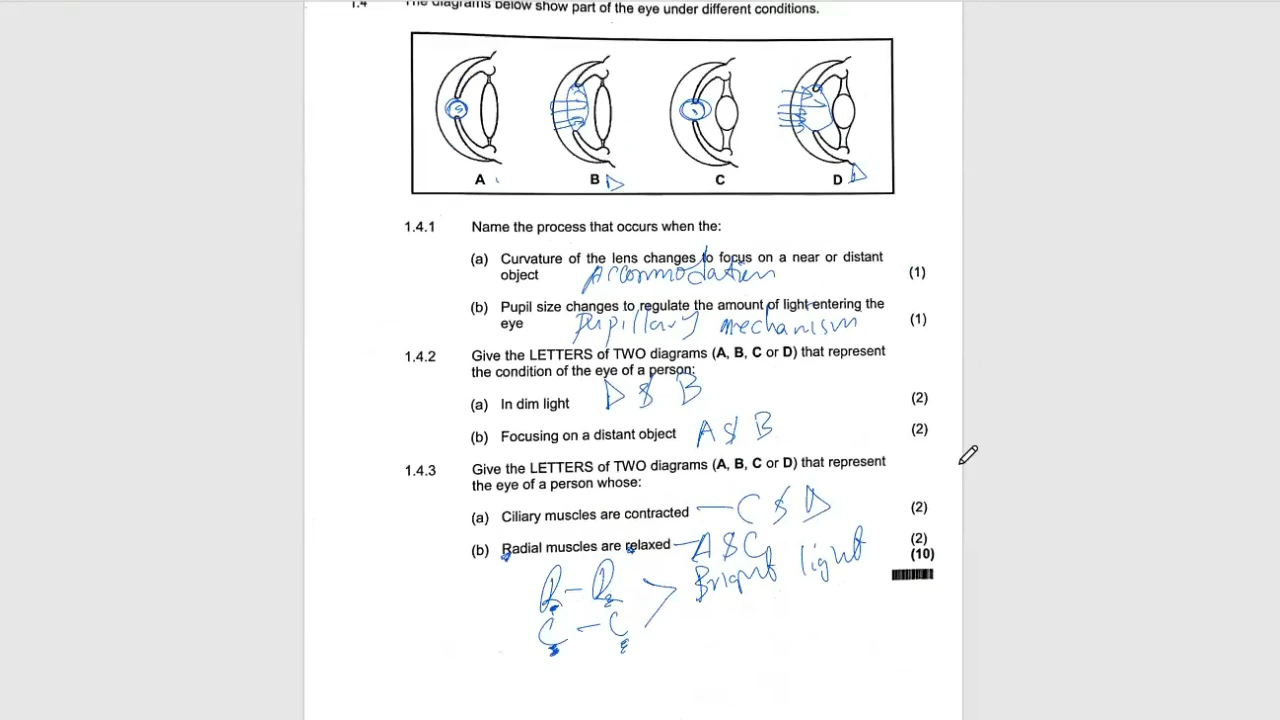 1.4 The diagrams below show part of the eye under different conditions.
A B D C D D
1.4.1 Name the process that occurs when the:
(a) Curvature of the lens changes to focus on a near or distant
object Accommodation (1)
(b) Pupil size changes to regulate the amount of light entering the
eye Pupillary mechanism (1)
1.4.2 Give the LETTERS of TWO diagrams (A, B, C or D) that represent
the condition of the eye of a person:
(a) In dim light D & B (2)
(b) Focusing on a distant object A & B (2)
1.4.3 Give the LETTERS of TWO diagrams (A, B, C or D) that represent
the eye of a person whose:
(a) Ciliary muscles are contracted – C & D (2)
(b) Radial muscles are relaxed – A & C (2)
(10)
R – R > Bright light
C – C